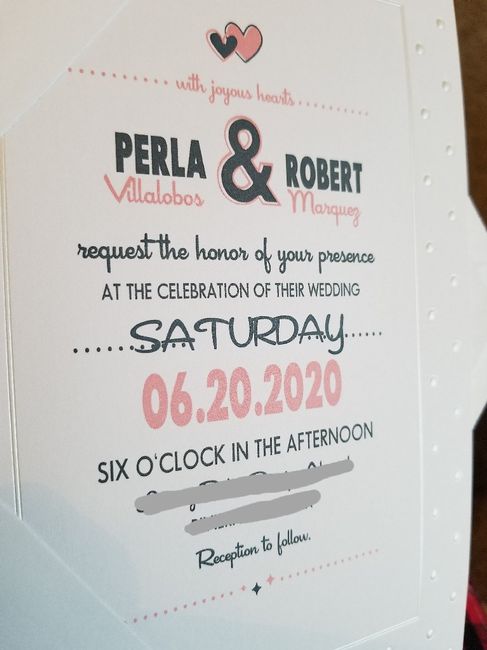 with joyous hearts
PERLA & ROBERT
Villalobos Marquez
request the honor of your presence
AT THE CELEBRATION OF THEIR WEDDING
SATURDAY
06.20.2020
SIX O'CLOCK IN THE AFTERNOON
Reception to follow.